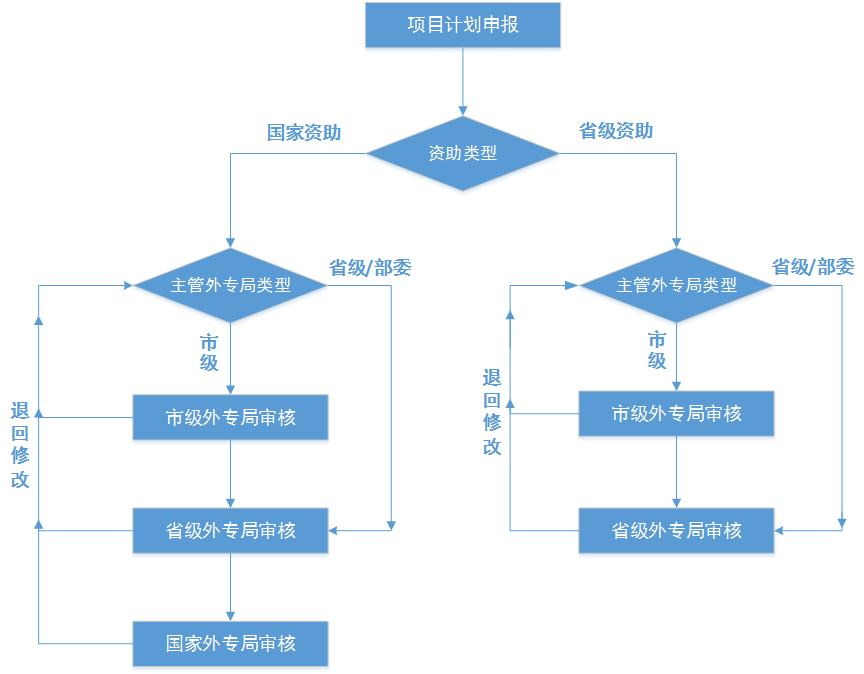 项目计划申报
国家资助
省级资助
资助类型
主管外专局类型
省级/部委
市级
退回修改
市级外专局审核
省级外专局审核
国家外专局审核
主管外专局类型
省级/部委
市级
退回修改
市级外专局审核
省级外专局审核